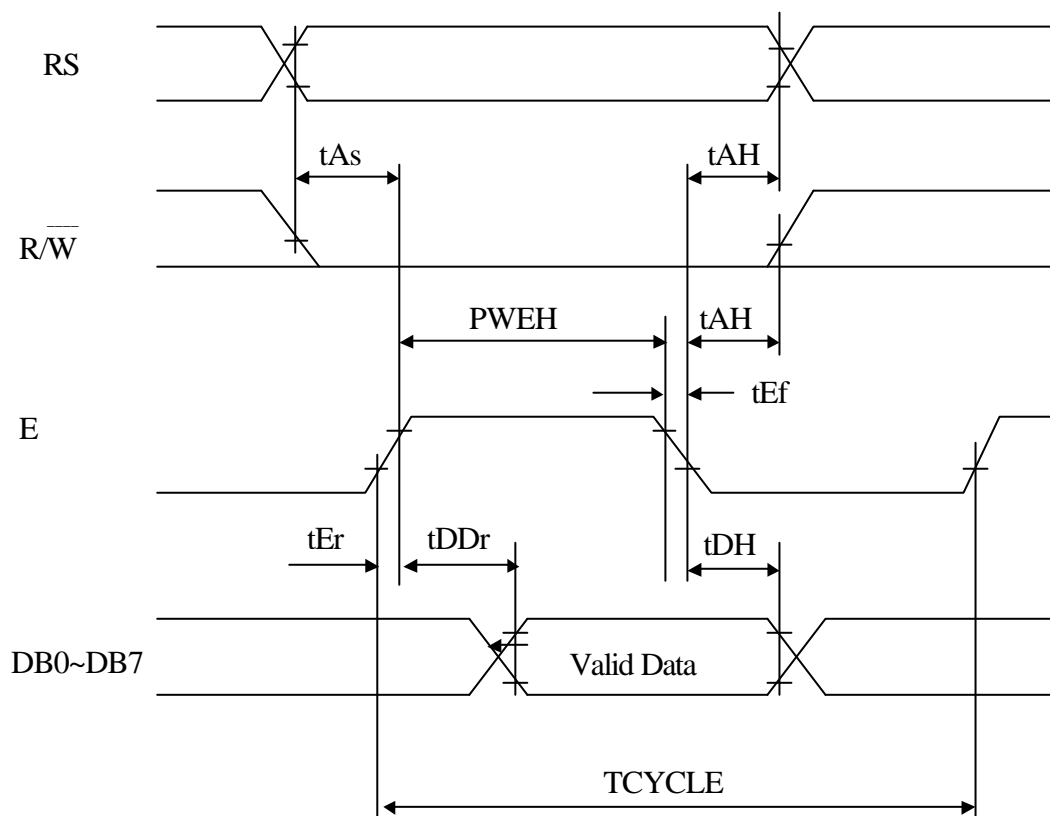 RS
tAs
tAH
R/W̅
PWEH
tAH
tEf
E
tEr
tDDr
tDH
DB0~DB7
Valid Data
TCYCLE